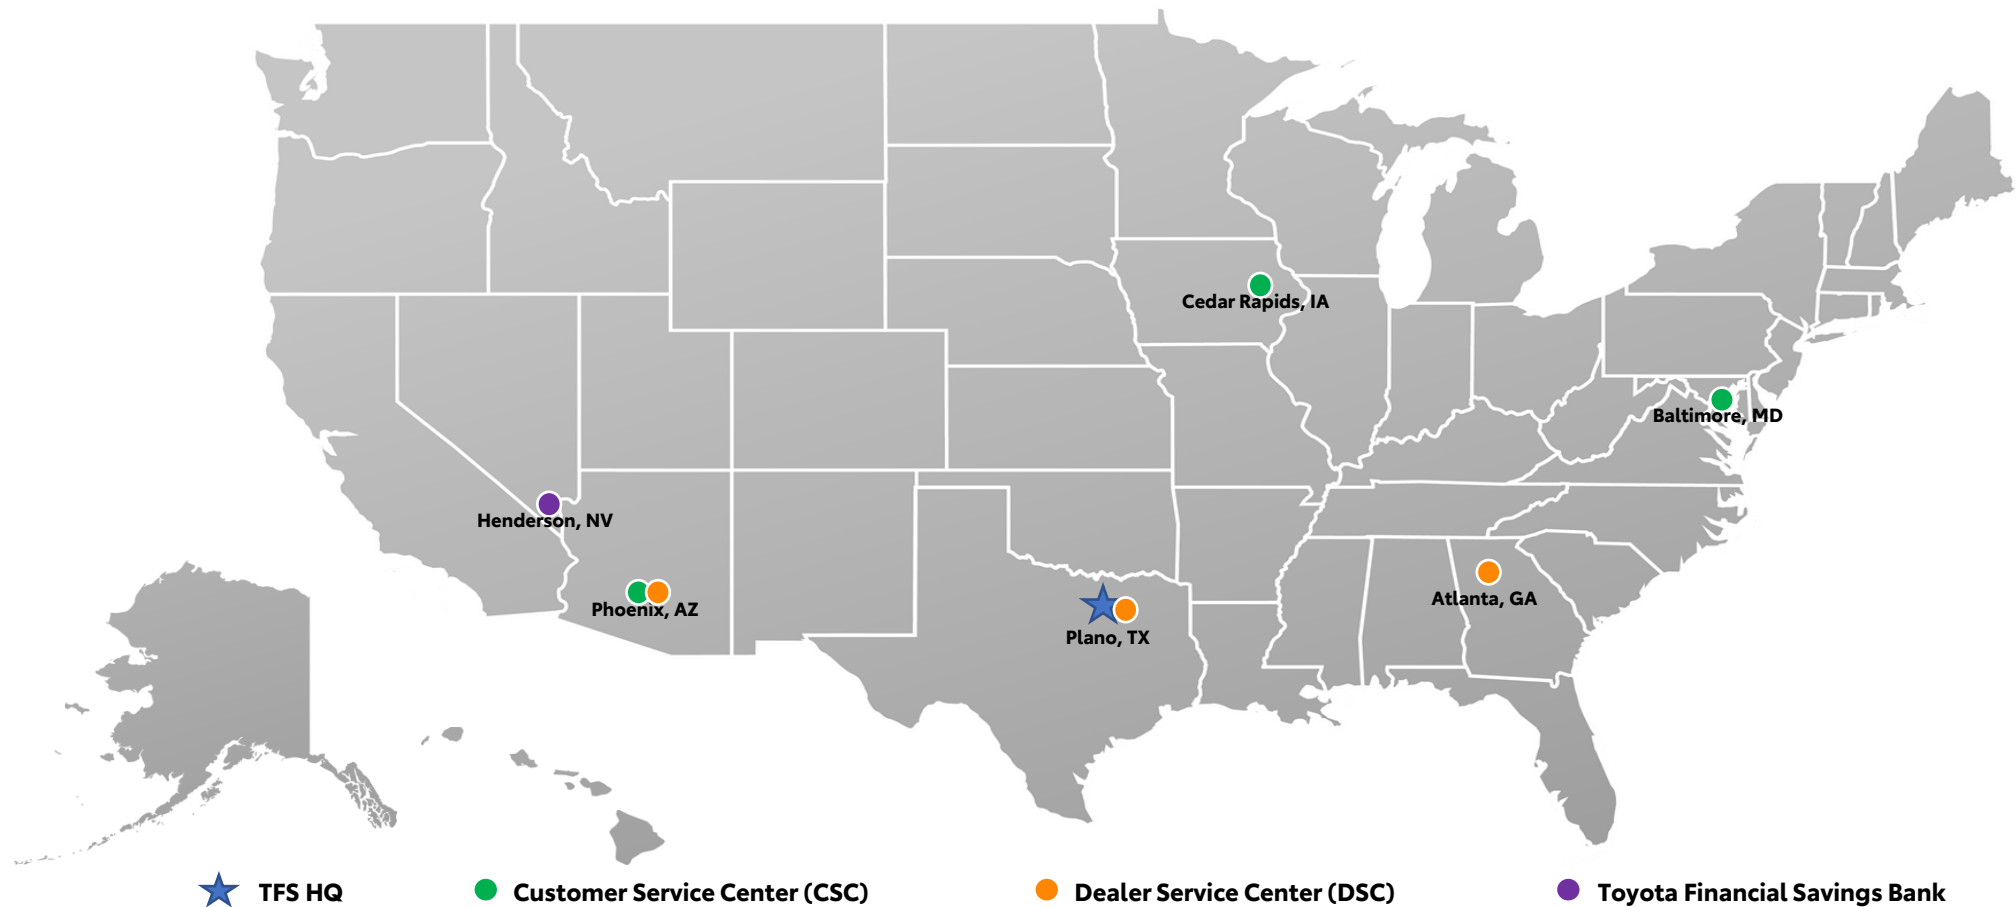 Cedar Rapids, IA
Baltimore, MD
Henderson, NV
Phoenix, AZ
Atlanta, GA
Plano, TX
TFS HQ
Customer Service Center (CSC)
Dealer Service Center (DSC)
Toyota Financial Savings Bank